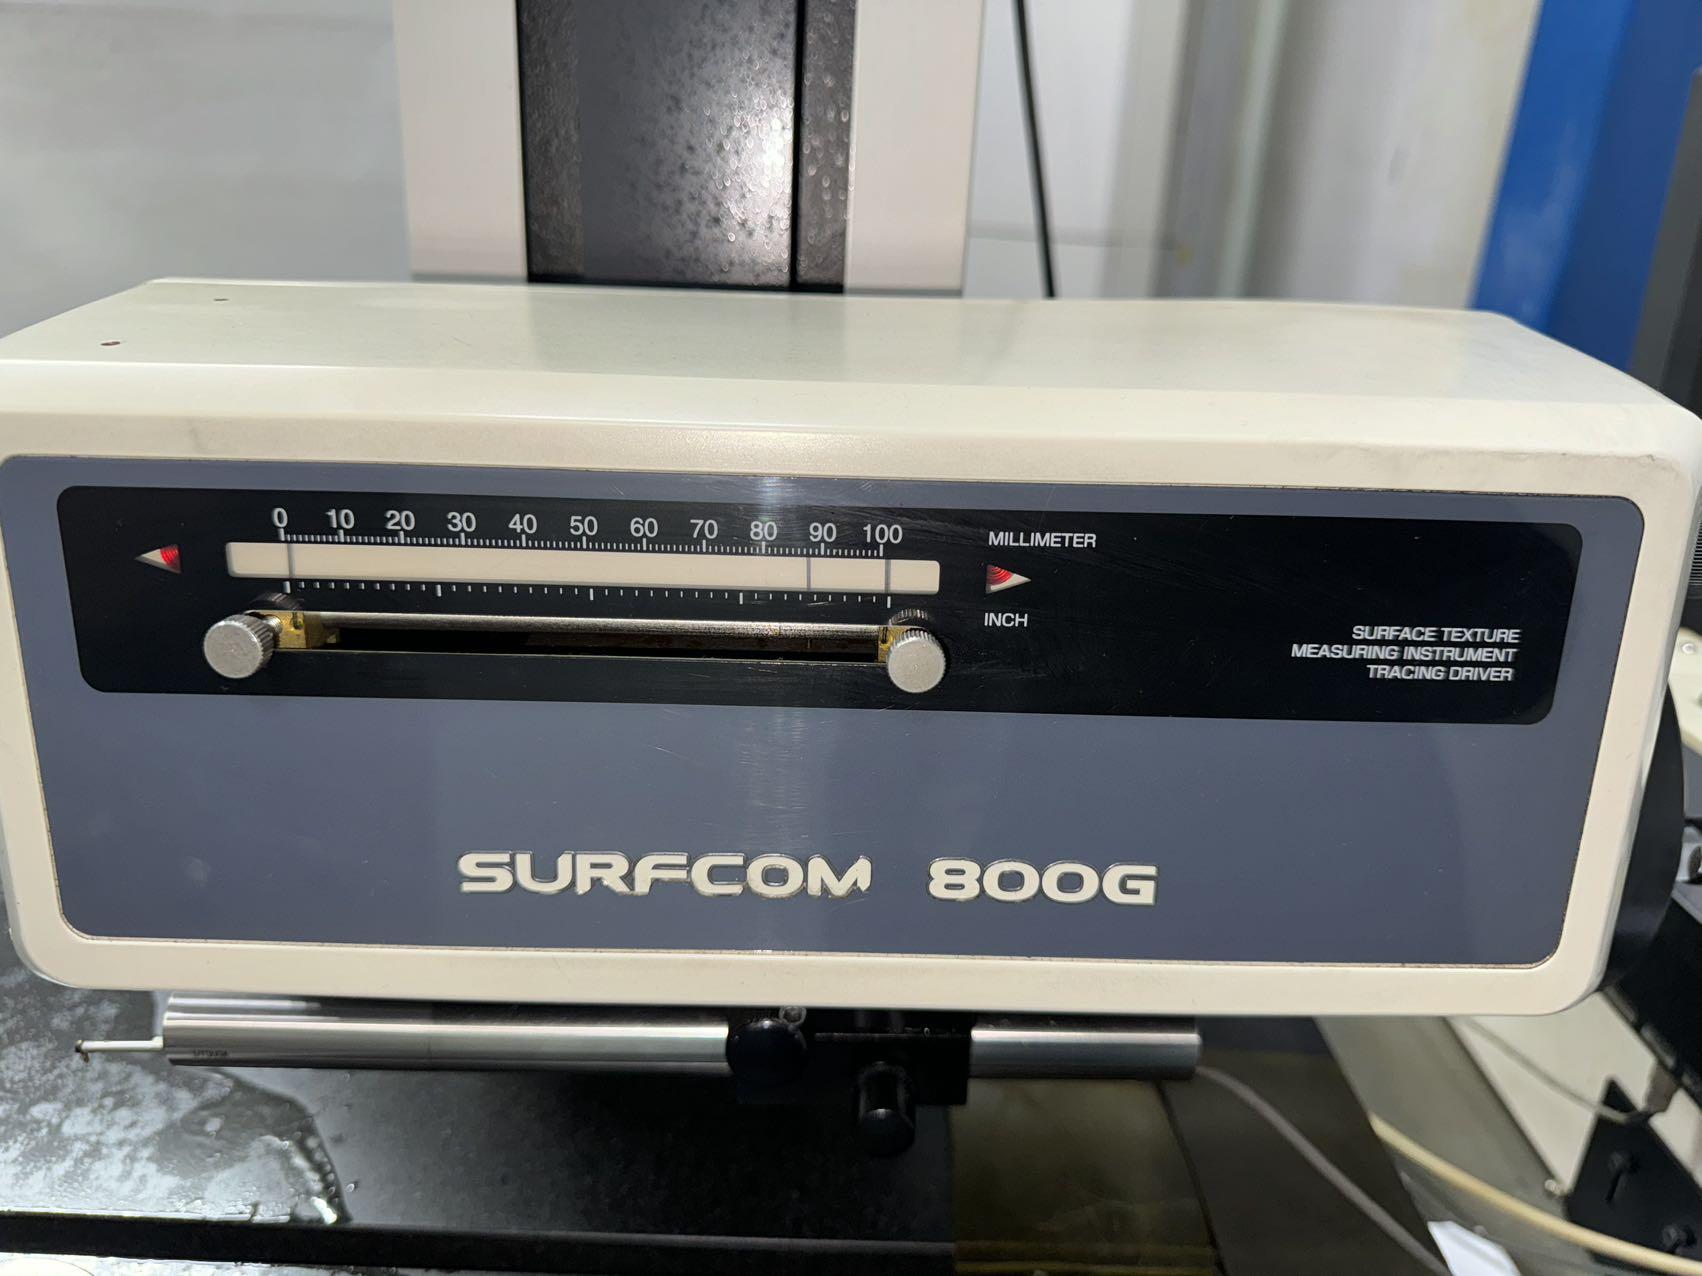 0 10 20 30 40 50 60 70 80 90 100
MILLIMETER
INCH
SURFACE TEXTURE
MEASURING INSTRUMENT
TRACING DRIVER
SURFCOM 800G